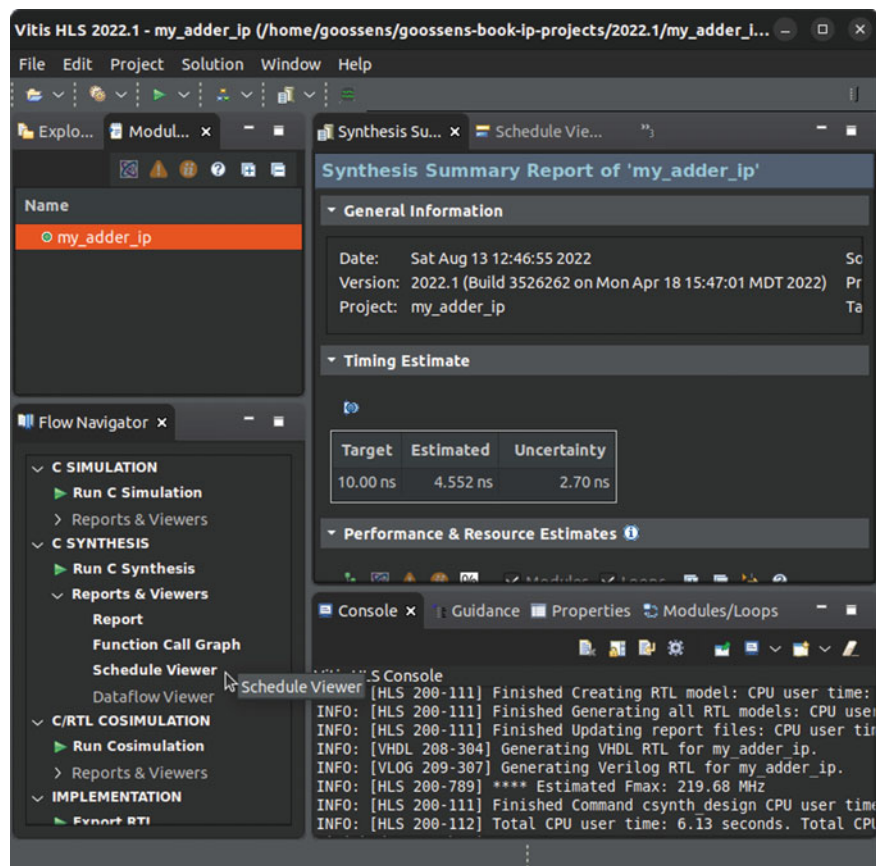 Vitis HLS 2022.1 - my_adder_ip (/home/goossens/goossens-book-ip-projects/2022.1/my_adder_i...
File Edit Project Solution Window Help
Explo... Modul...
Name
my_adder_ip
Synthesis Su... Schedule Vie... "3
Synthesis Summary Report of 'my_adder_ip'
General Information
Date: Sat Aug 13 12:46:55 2022
Version: 2022.1 (Build 3526262 on Mon Apr 18 15:47:01 MDT 2022) Pr
Project: my_adder_ip Ta
Timing Estimate
Target Estimated Uncertainty
10.00 ns 4.552 ns 2.70 ns
Performance & Resource Estimates
% Modules Loops
Flow Navigator
C SIMULATION
Run C Simulation
Reports & Viewers
C SYNTHESIS
Run C Synthesis
Reports & Viewers
Report
Function Call Graph
Schedule Viewer
Schedule Viewer
Dataflow Viewer
C/RTL COSIMULATION
Run Cosimulation
Reports & Viewers
IMPLEMENTATION
Export RTL
Console Guidance Properties Modules/Loops
Vitis HLS Console
[HLS 200-111] Finished Creating RTL model: CPU user time:
INFO: [HLS 200-111] Finished Generating all RTL models: CPU user
INFO: [HLS 200-111] Finished Updating report files: CPU user
INFO: [VHDL 208-304] Generating VHDL RTL for my_adder_ip.
INFO: [VLOG 209-307] Generating Verilog RTL for my_adder_ip.
INFO: [HLS 200-789] **** Estimated Fmax: 219.68 MHz
INFO: [HLS 200-111] Finished Command csynth_design CPU user time
INFO: [HLS 200-112] Total CPU user time: 6.13 seconds. Total CPU